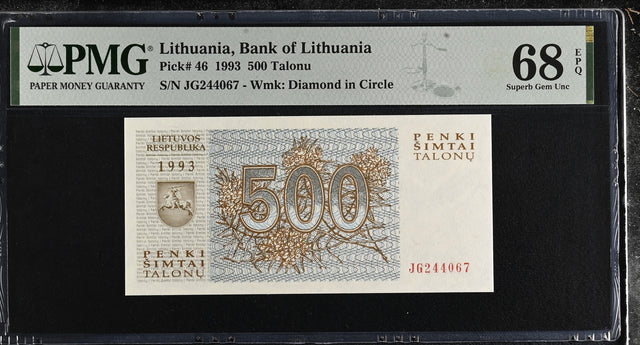 PMG®
PAPER MONEY GUARANTY
Lithuania, Bank of Lithuania
Pick# 46 1993 500 Talonu
S/N JG244067 - Wmk: Diamond in Circle
68
EPQ
Superb Gem Unc
LIETUVOS
RESPUBLIKA
1993
PENKI
ŠIMTAI
TALONŲ
500
PENKI
ŠIMTAI
TALONŲ
JG244067